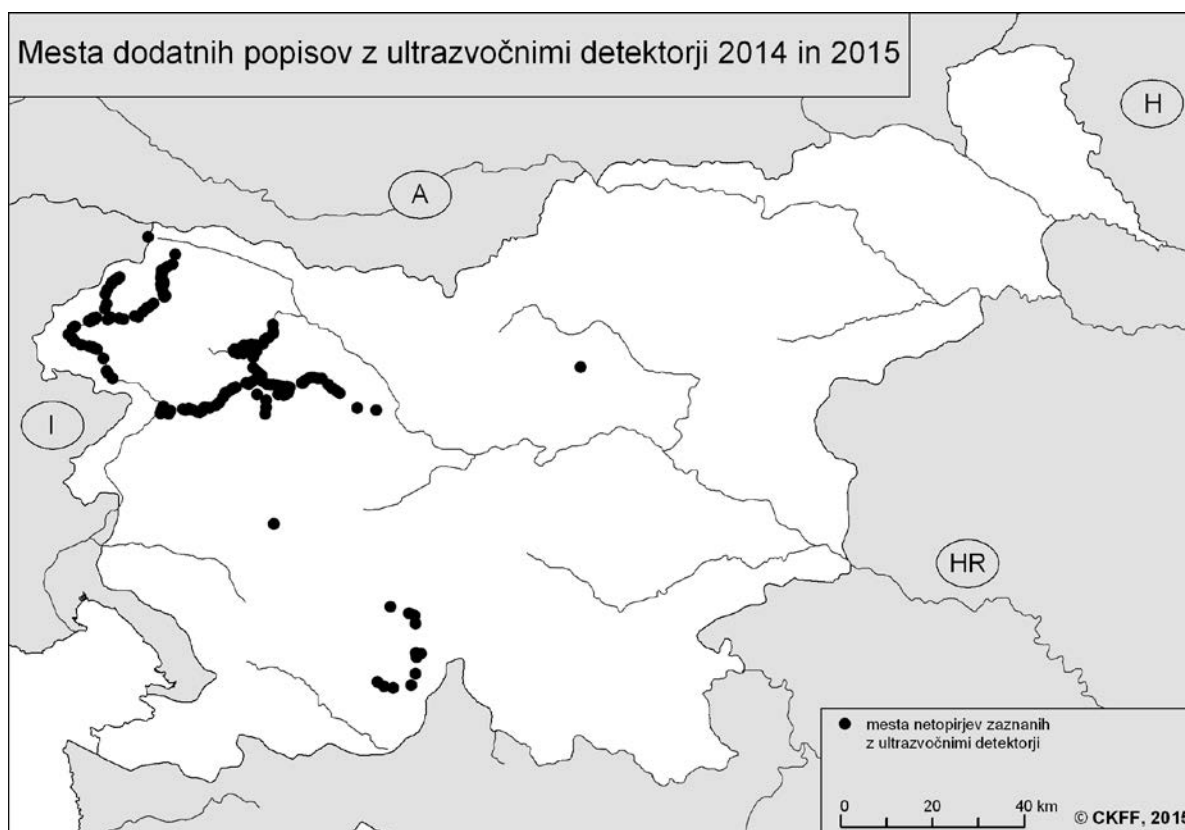 Mesta dodatnih popisov z ultrazvočnimi detektorji 2014 in 2015
H
A
I
HR
mesta netopirjev zaznanih
z ultrazvočnimi detektorji
0 20 40 km
© CKFF, 2015